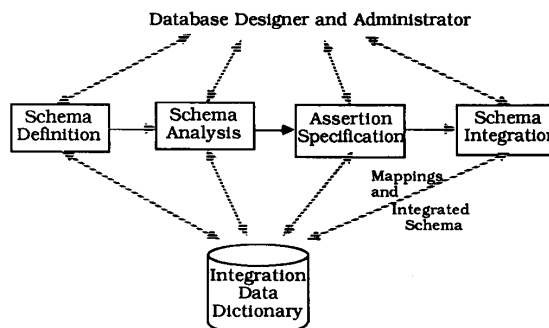 Database Designer and Administrator
Schema
Definition
Schema
Analysis
Assertion
Specification
Schema
Integration
Mappings
and
Integrated
Schema
Integration
Data
Dictionary